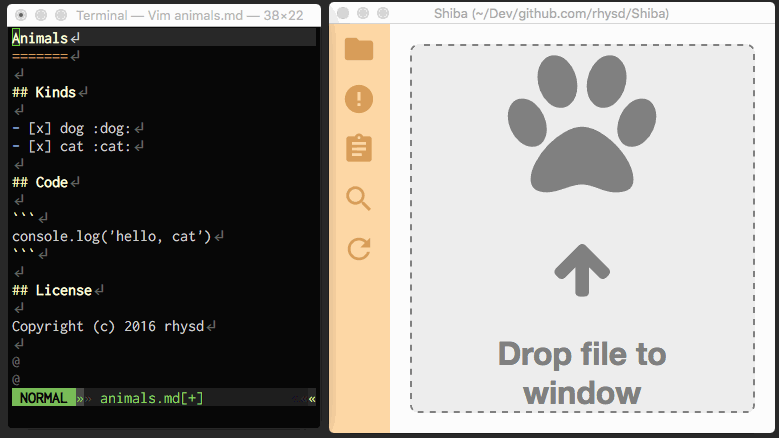 Terminal — Vim animals.md — 38×22
Animals↲
=======↲
↲
## Kinds↲
↲
- [x] dog :dog:↲
- [x] cat :cat:↲
↲
## Code↲
↲
```↲
console.log('hello, cat')↲
```↲
↲
## License↲
↲
Copyright (c) 2016 rhysd↲
↲
@
@
NORMAL »» animals.md[+] «
Shiba (~/Dev/github.com/rhysd/Shiba)
Drop file to
window